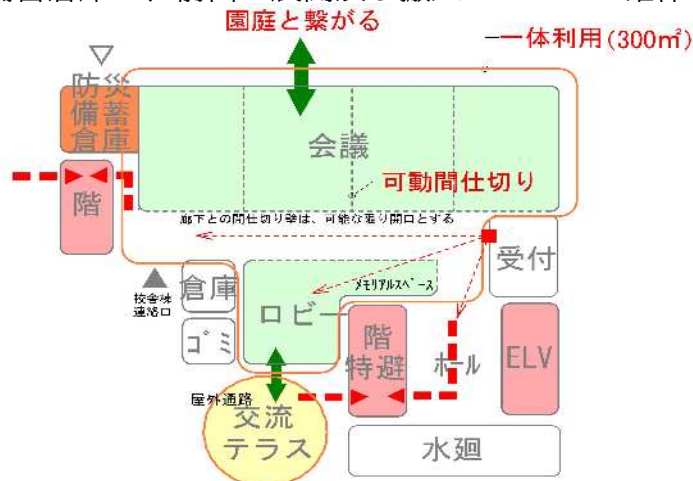 園庭と繋がる
一体利用(300㎡)
防災
備蓄
倉庫
会議
可動間仕切り
階
廊下との間仕切り壁は、可能な限り開口とする
受付
メモリアルスペース
校舎棟
連絡口
倉庫
ロビー
ゴミ
階
特避
ホール
ELV
屋外通路
交流
テラス
水廻